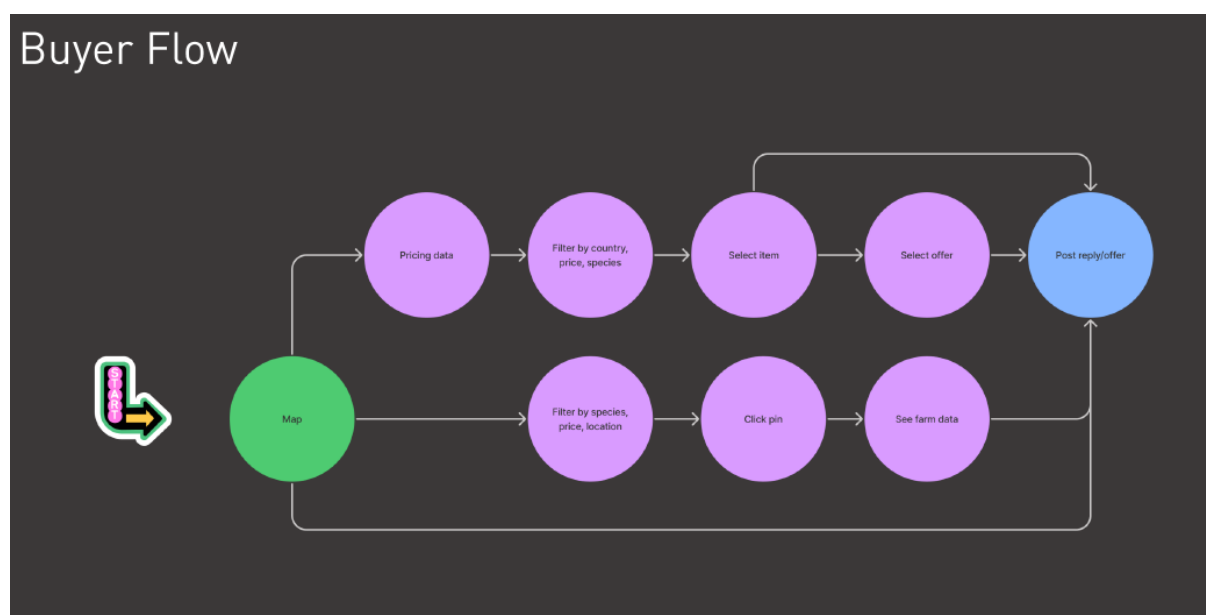 Buyer Flow
Pricing data
Filter by country,
price, species
Select item
Select offer
Post reply/offer
START
Map
Filter by species,
price, location
Click pin
See farm data